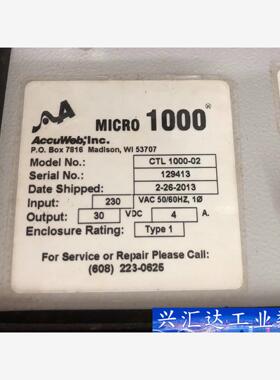 MICRO 1000®
AccuWeb, Inc.
P.O. Box 7816 Madison, WI 53707
Model No.: CTL 1000-02
Serial No.: 129413
Date Shipped: 2-26-2013
Input: 230 VAC 50/60HZ, 1Ø
Output: 30 VDC 4 A.
Enclosure Rating: Type 1
For Service or Repair Please Call:
(608) 223-0625
兴汇达工业